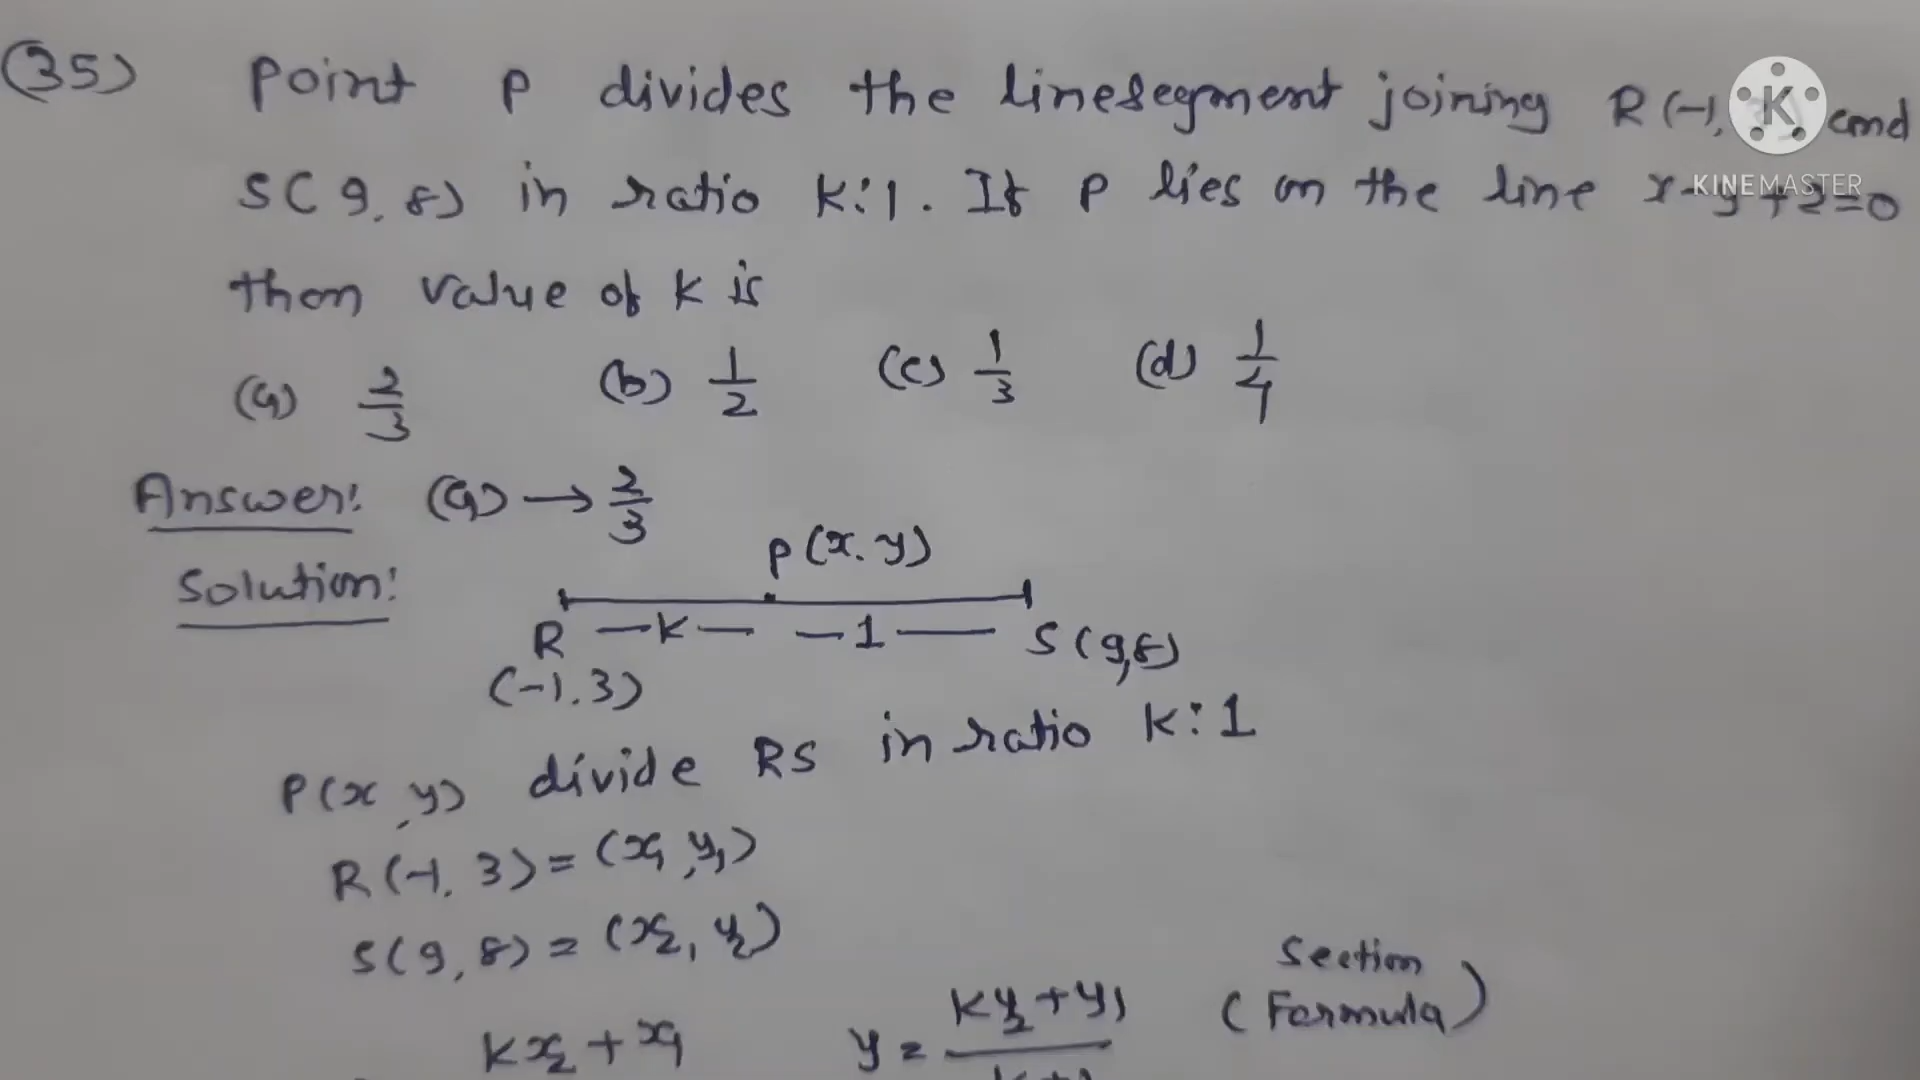 (35) Point P divides the linesegment joining R(-1, and
S(9,8) in ratio K:1. If P lies on the line x-y+2=0
then value of K is
(a) 2/3 (b) 1/2 (c) 1/3 (d) 1/4
Answer: (a) → 2/3
Solution:
P(x,y)
R —K— —1— S(9,8)
(-1,3)
P(x,y) divide RS in ratio K:1
R(-1,3)=(x₁,y₁)
S(9,8)=(x₂,y₂)
Kx₂+x₁ y = Ky₂+y₁ (Section Formula)
K
KINEMASTER